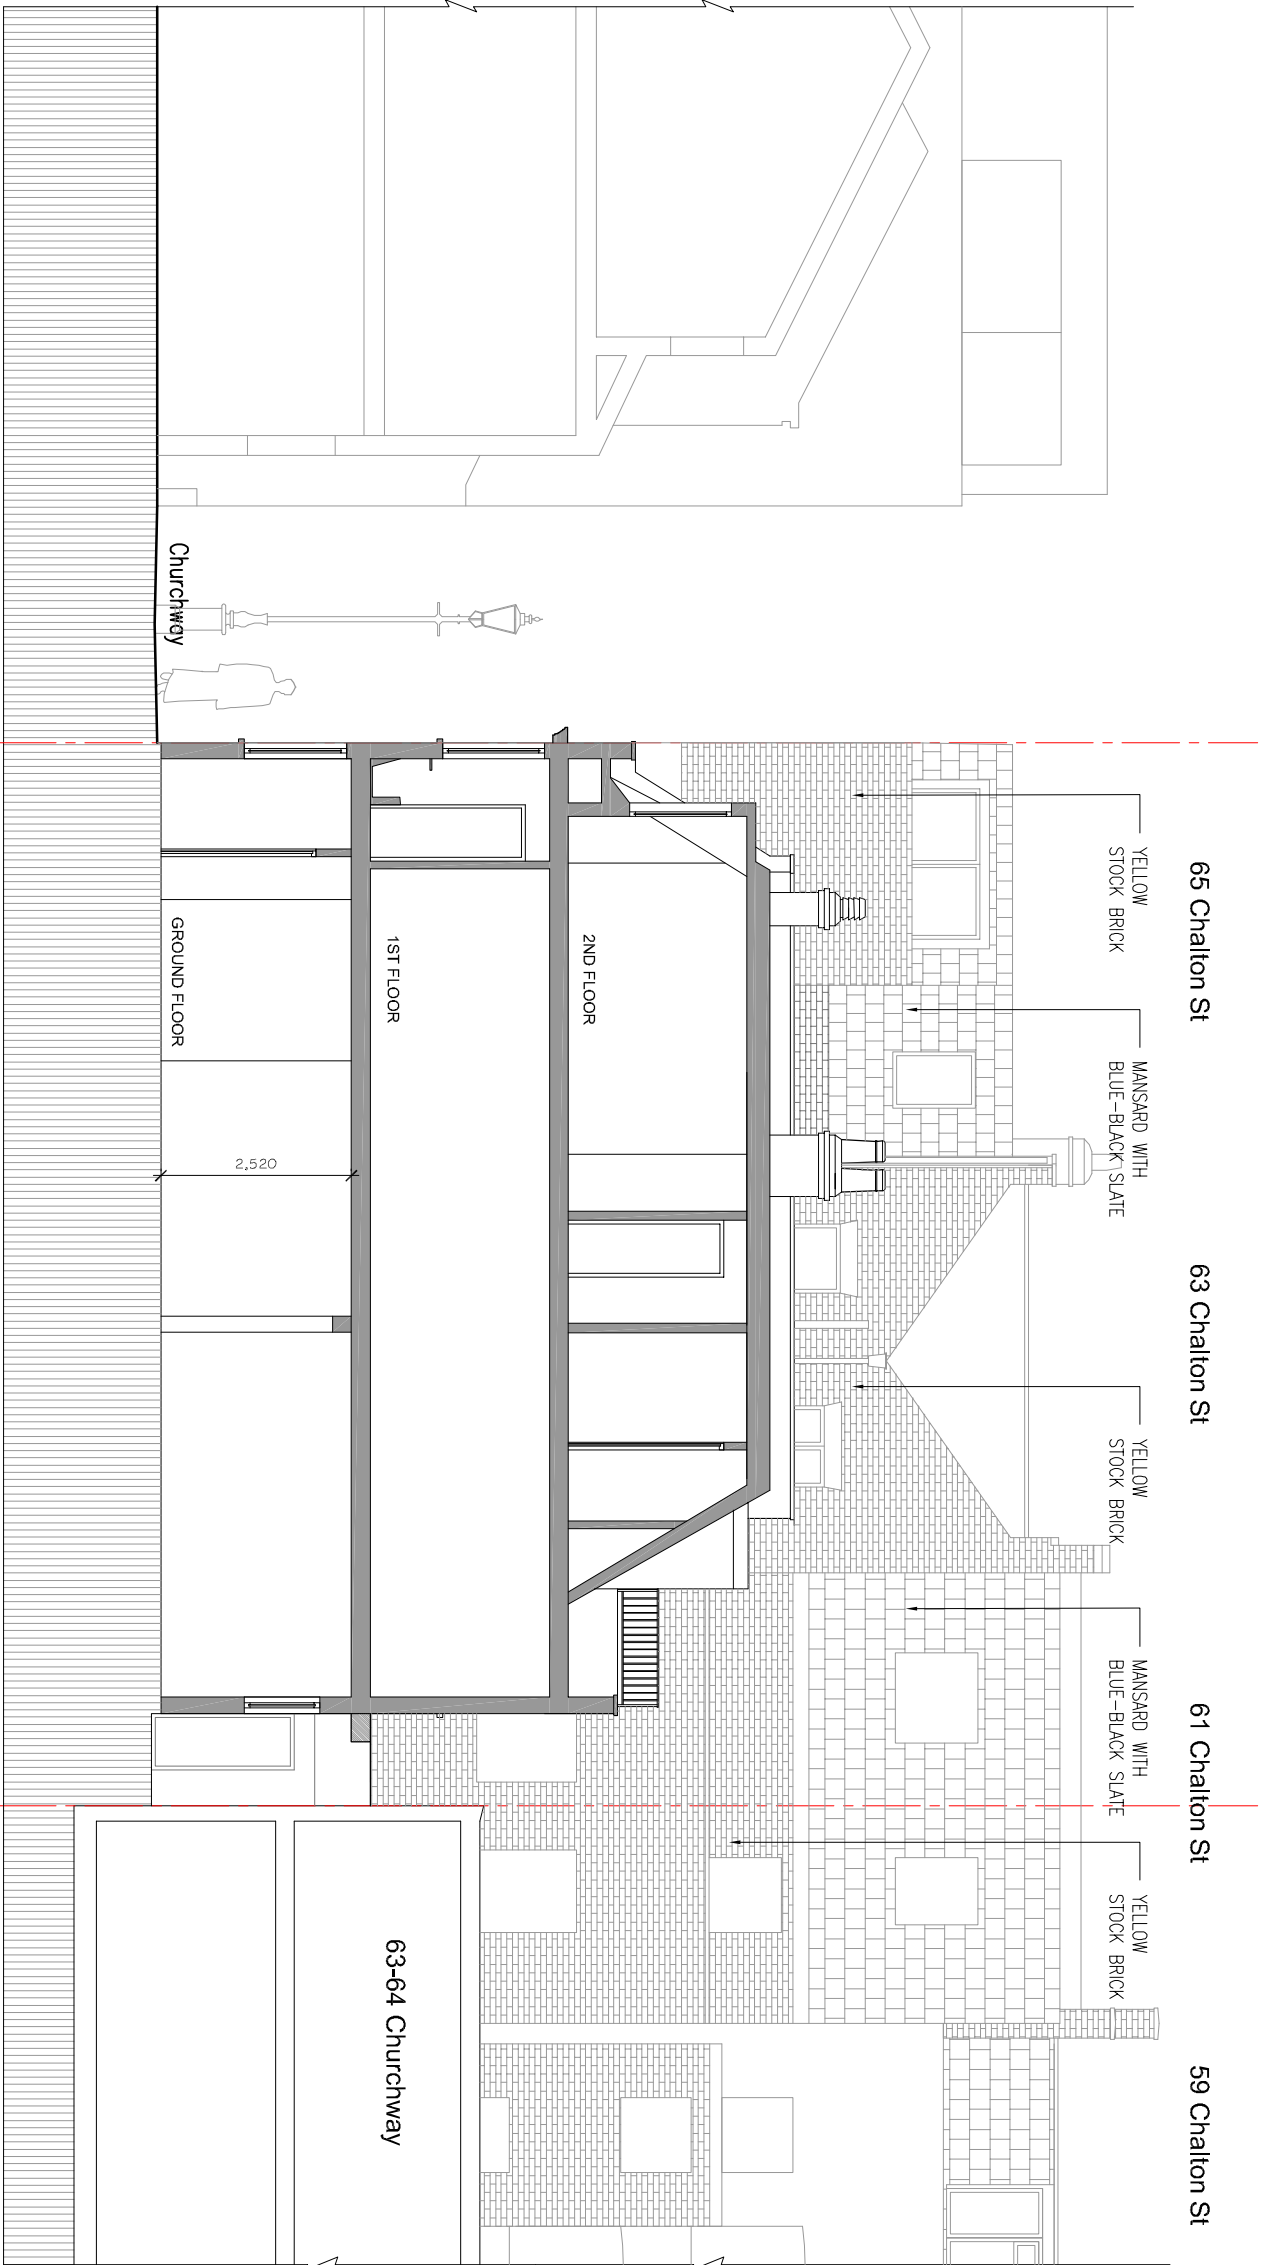 65 Chalton St
63 Chalton St
61 Chalton St
59 Chalton St
YELLOW
STOCK BRICK
MANSARD WITH
BLUE-BLACK SLATE
YELLOW
STOCK BRICK
MANSARD WITH
BLUE-BLACK SLATE
YELLOW
STOCK BRICK
2ND FLOOR
1ST FLOOR
63-64 Churchway
2,520
Churchway
GROUND FLOOR